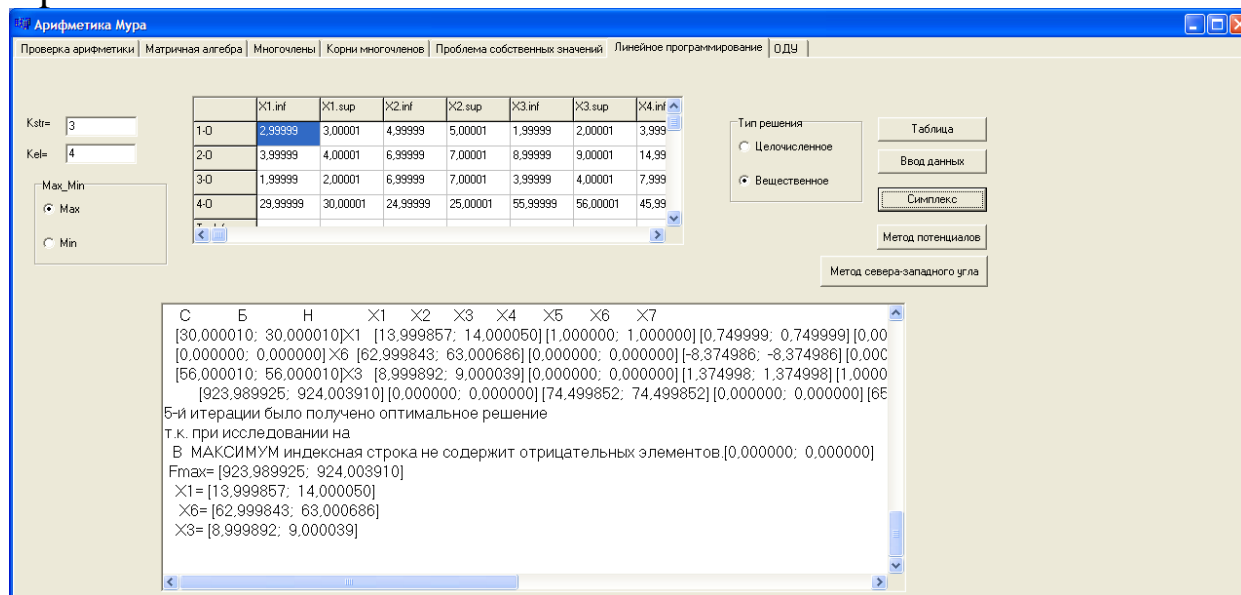 Арифметика Мура
Проверка арифметики Матричная алгебра Многочлены Корни многочленов Проблема собственных значений Линейное программирование ОДУ
X1.inf X1.sup X2.inf X2.sup X3.inf X3.sup X4.inf
1-0 2,99999 3,00001 4,99999 5,00001 1,99999 2,00001 3,999
2-0 3,99999 4,00001 6,99999 7,00001 8,99999 9,00001 14,99
3-0 1,99999 2,00001 6,99999 7,00001 3,99999 4,00001 7,999
4-0 29,99999 30,00001 24,99999 25,00001 55,99999 56,00001 45,99
Kstr= 3
Kel= 4
Max_Min
Max
Min
Тип решения
Целочисленное
Вещественное
Таблица
Ввод данных
Симплекс
Метод потенциалов
Метод севера-западного угла
С Б Н X1 X2 X3 X4 X5 X6 X7
[30,000010; 30,000010]X1 [13,999857; 14,000050] [1,000000; 1,000000] [0,749999; 0,749999] [0,00
[0,000000; 0,000000] X6 [62,999843; 63,000686] [0,000000; 0,000000] [-8,374986; -8,374986] [0,000
[56,000010; 56,000010]X3 [8,999892; 9,000039] [0,000000; 0,000000] [1,374998; 1,374998] [1,0000
[923,989925; 924,003910] [0,000000; 0,000000] [74,499852; 74,499852] [0,000000; 0,000000] [65
5-й итерации было получено оптимальное решение
т.к. при исследовании на
В МАКСИМУМ индексная строка не содержит отрицательных элементов.[0,000000; 0,000000]
Fmax= [923,989925; 924,003910]
X1= [13,999857; 14,000050]
X6= [62,999843; 63,000686]
X3= [8,999892; 9,000039]